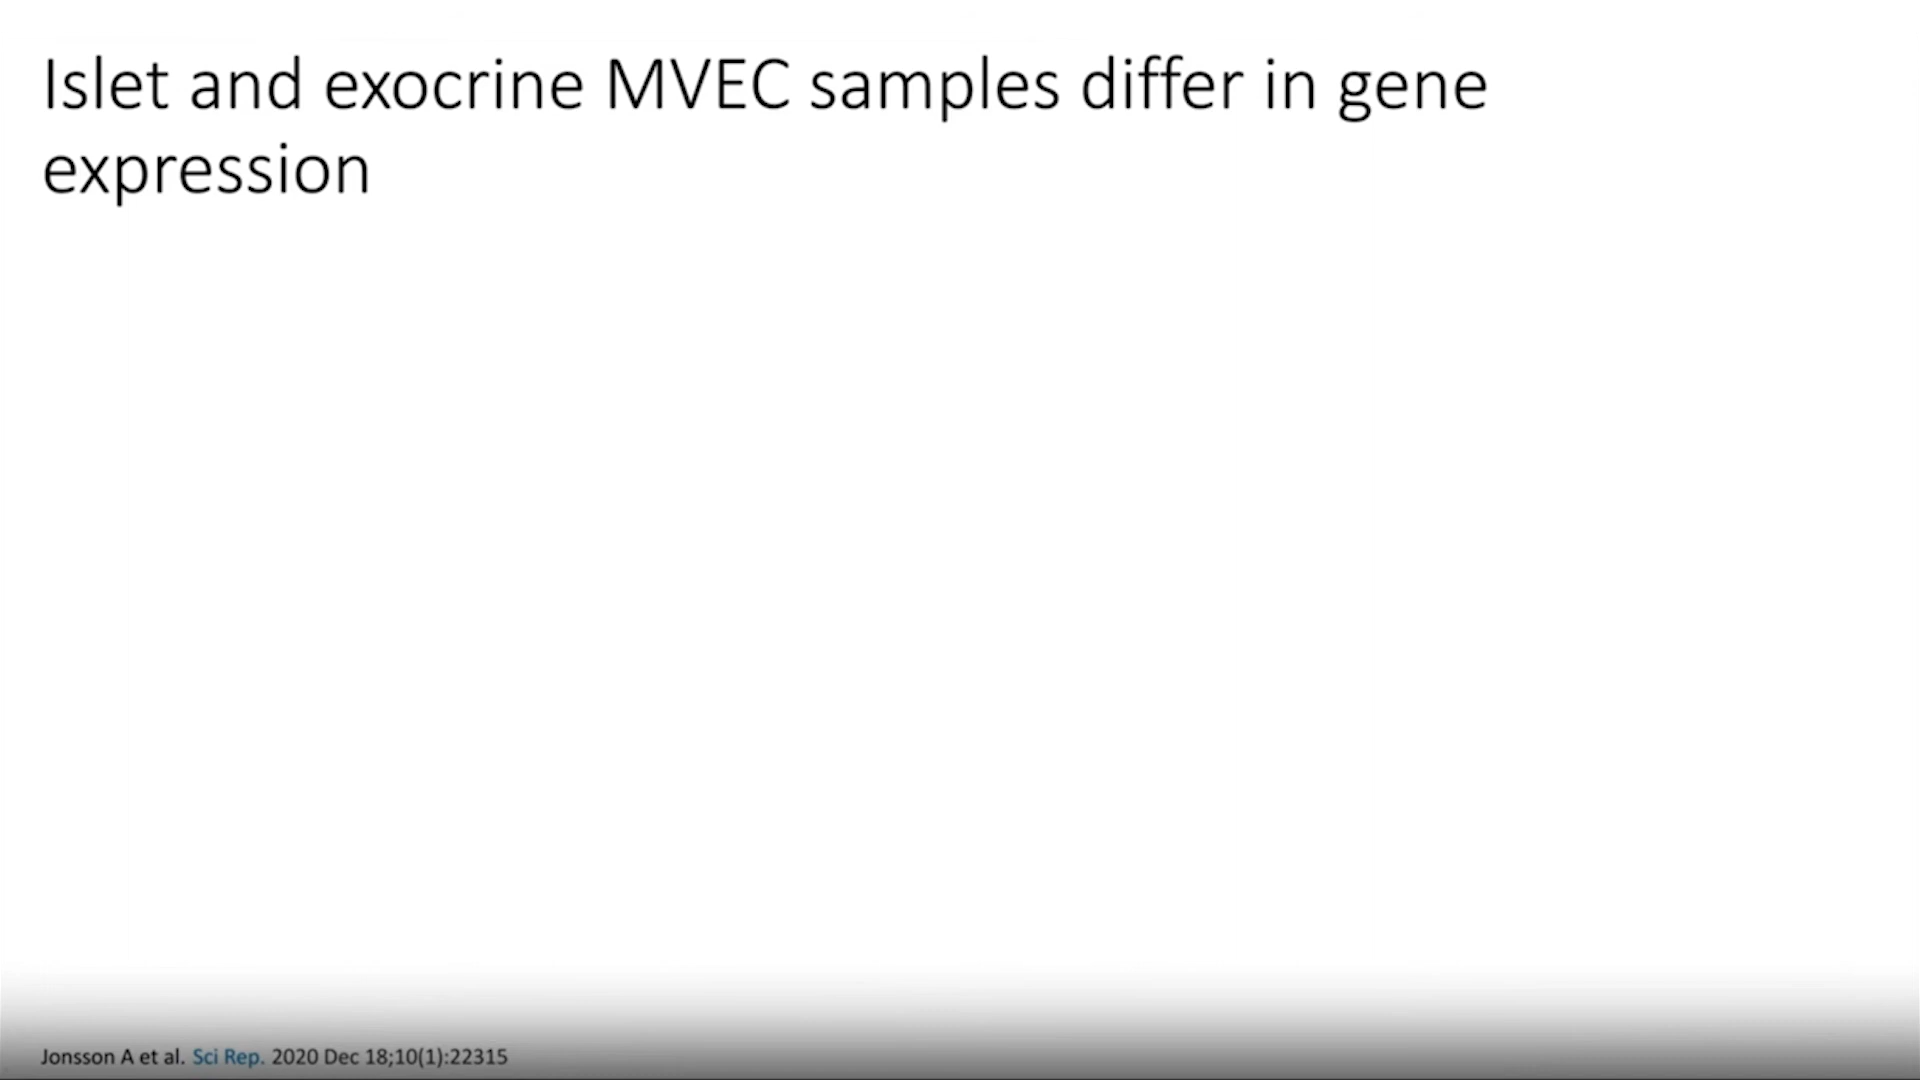 Islet and exocrine MVEC samples differ in gene
expression
Jonsson A et al. Sci Rep. 2020 Dec 18;10(1):22315